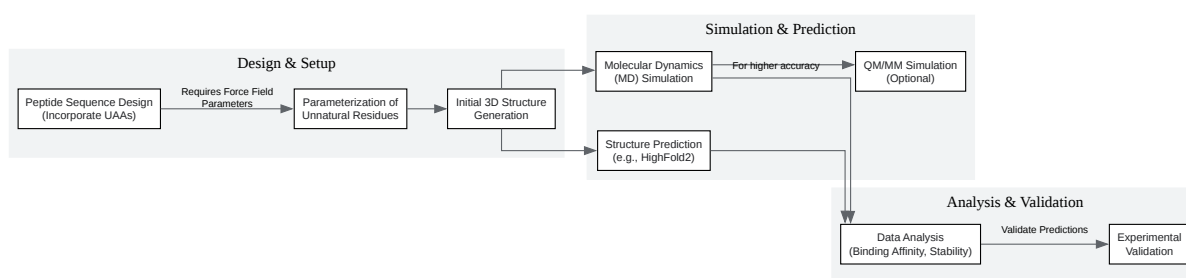 Design & Setup
Peptide Sequence Design
(Incorporate UAAs)
Requires Force Field
Parameters
Parameterization of
Unnatural Residues
Initial 3D Structure
Generation
Simulation & Prediction
Molecular Dynamics
(MD) Simulation
For higher accuracy
QM/MM Simulation
(Optional)
Structure Prediction
(e.g., HighFold2)
Analysis & Validation
Data Analysis
(Binding Affinity, Stability)
Validate Predictions
Experimental
Validation